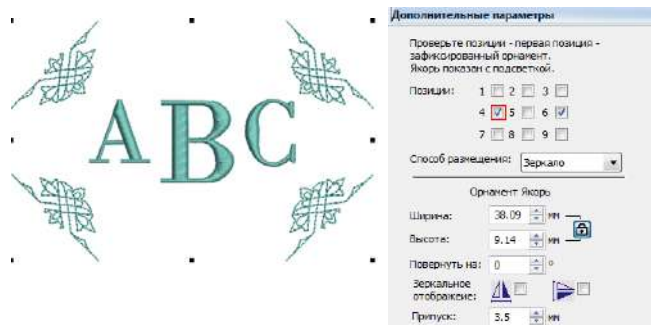 ABC
Дополнительные параметры
Проверьте позиции - первая позиция -
зафиксированный орнамент.
Якорь показан с подсветкой.
Позиции: 1 2 3
4 5 6
7 8 9
Способ размещения: Зеркало
Орнамент Якорь
Ширина: 38.09 мм
Высота: 9.14 мм
Повернуть на: 0 °
Зеркальное
отображение:
Припуск: 3.5 мм